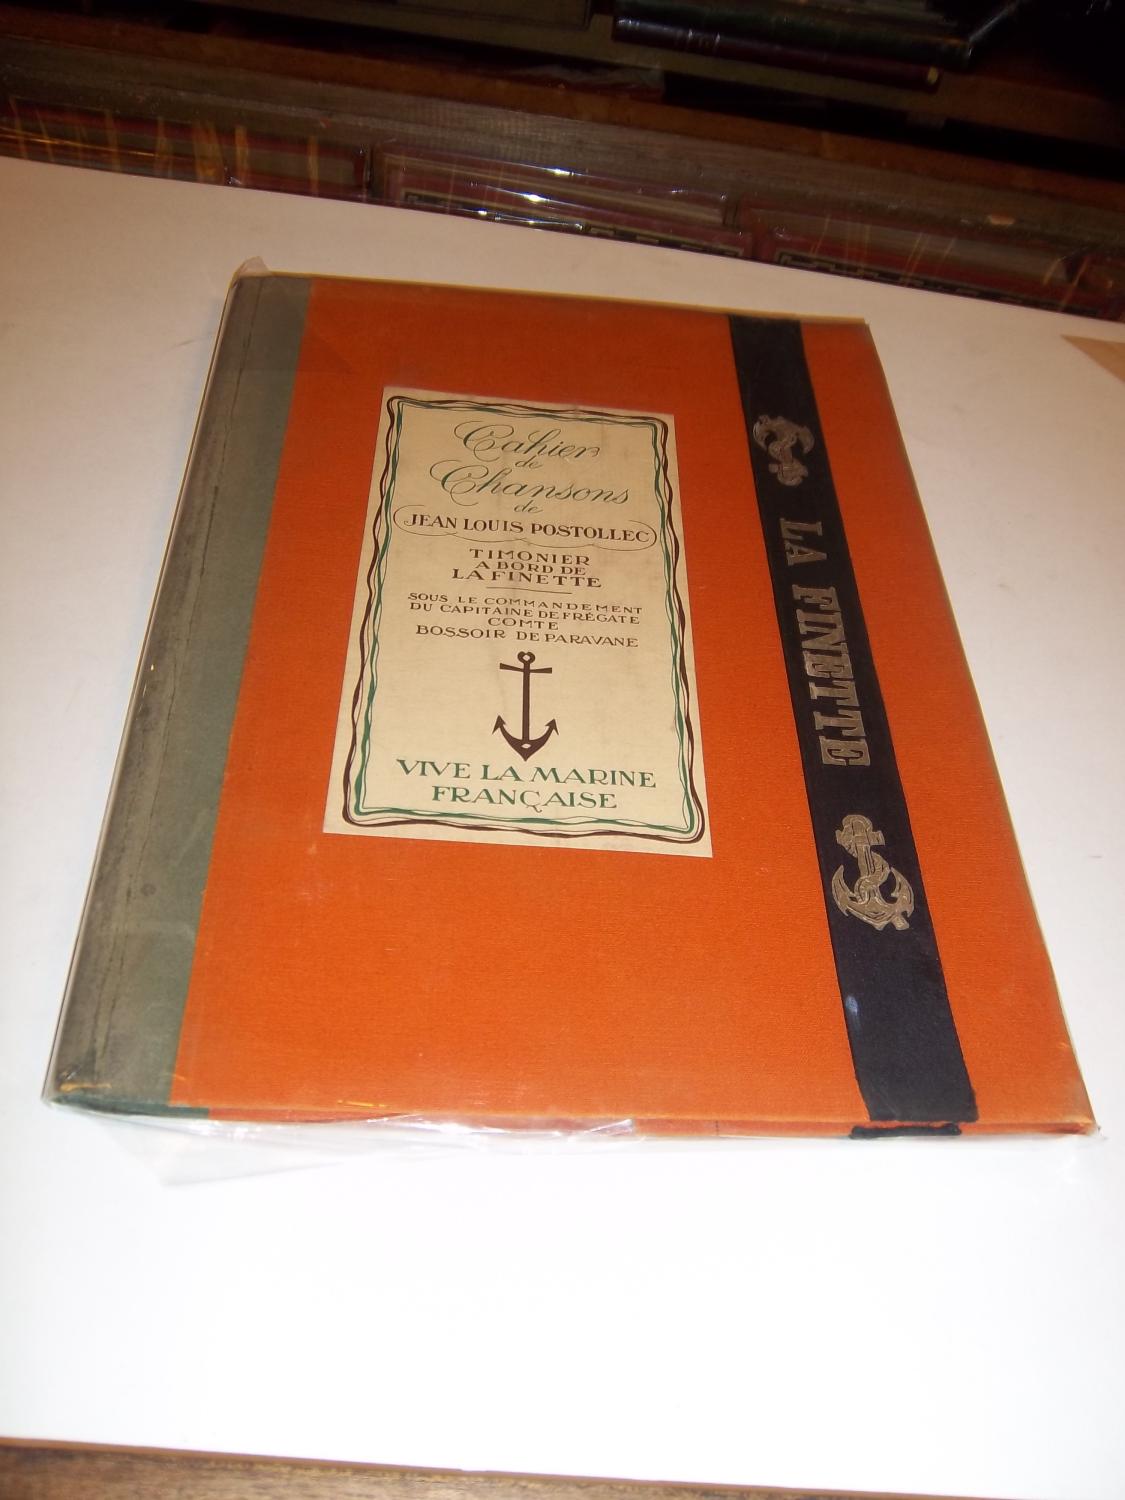 Cahier
de
Chansons
de
JEAN LOUIS POSTOLLEC
TIMONIER
A BORD DE
LA FINETTE
SOUS LE COMMANDEMENT
DU CAPITAINE DE FRÉGATE
COMTE
BOSSOIR DE PARAVANE
VIVE LA MARINE
FRANÇAISE
LA FINETTE